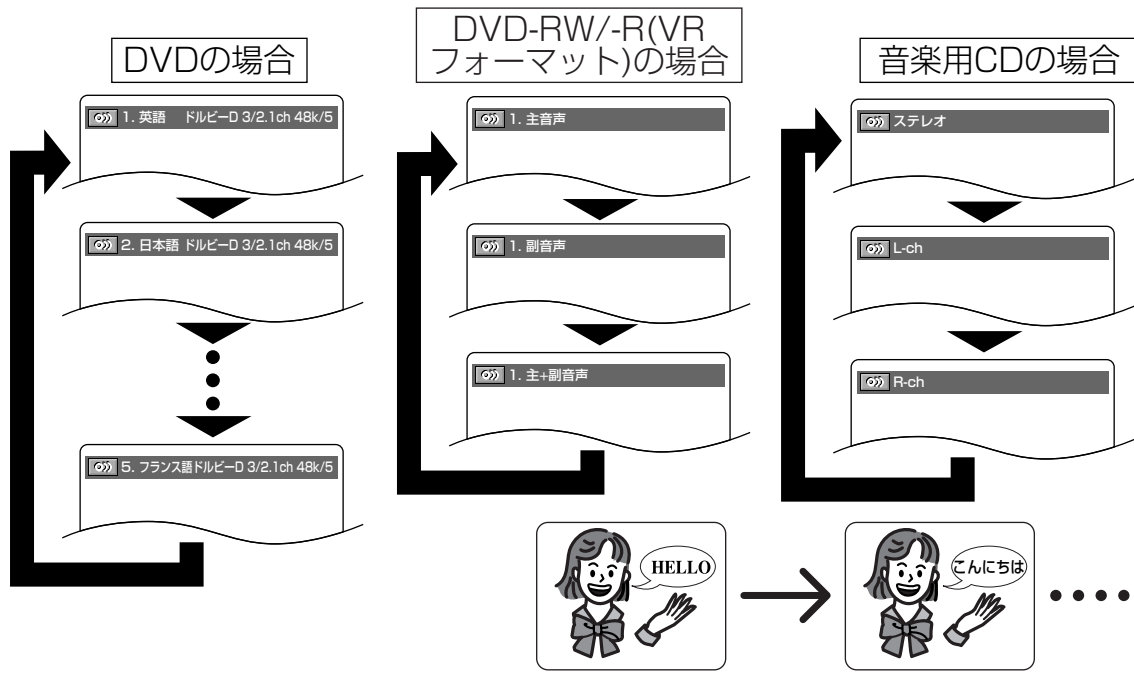 DVDの場合
1. 英語 ドルビーD 3/2.1ch 48k/5
2. 日本語 ドルビーD 3/2.1ch 48k/5
5. フランス語ドルビーD 3/2.1ch 48k/5
DVD-RW/-R(VR
フォーマット)の場合
1. 主音声
1. 副音声
1. 主+副音声
音楽用CDの場合
ステレオ
L-ch
R-ch
HELLO
こんにちは